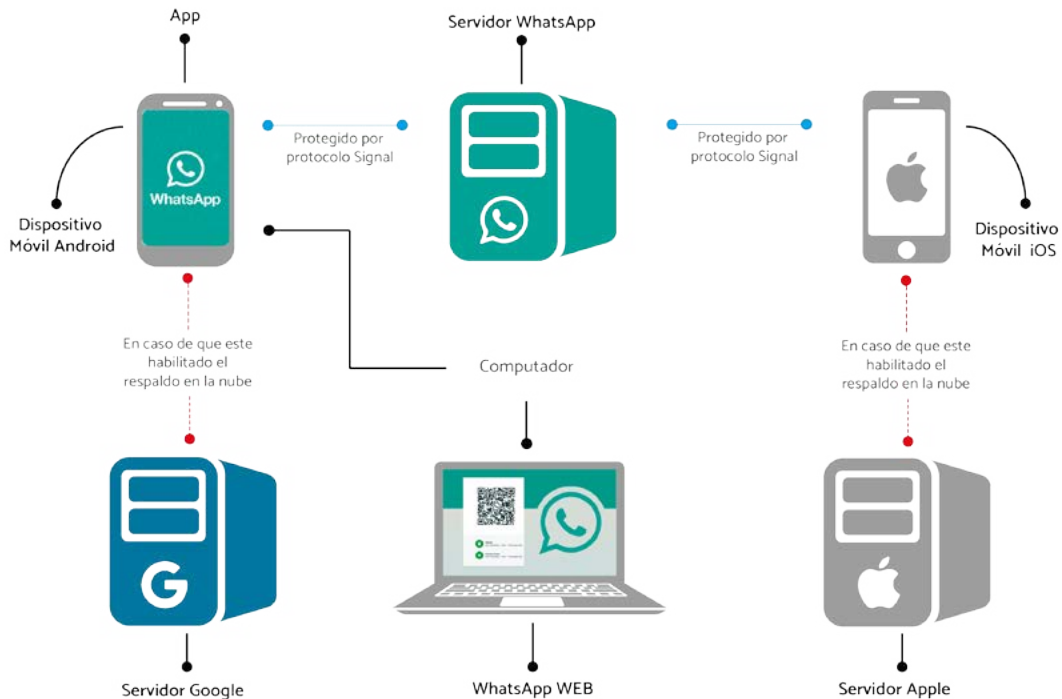 App
Servidor WhatsApp
Protegido por
protocolo Signal
Protegido por
protocolo Signal
WhatsApp
Dispositivo
Móvil Android
Dispositivo
Móvil iOS
En caso de que este
habilitado el
respaldo en la nube
Computador
En caso de que este
habilitado el
respaldo en la nube
G
Servidor Google
WhatsApp WEB
Servidor Apple